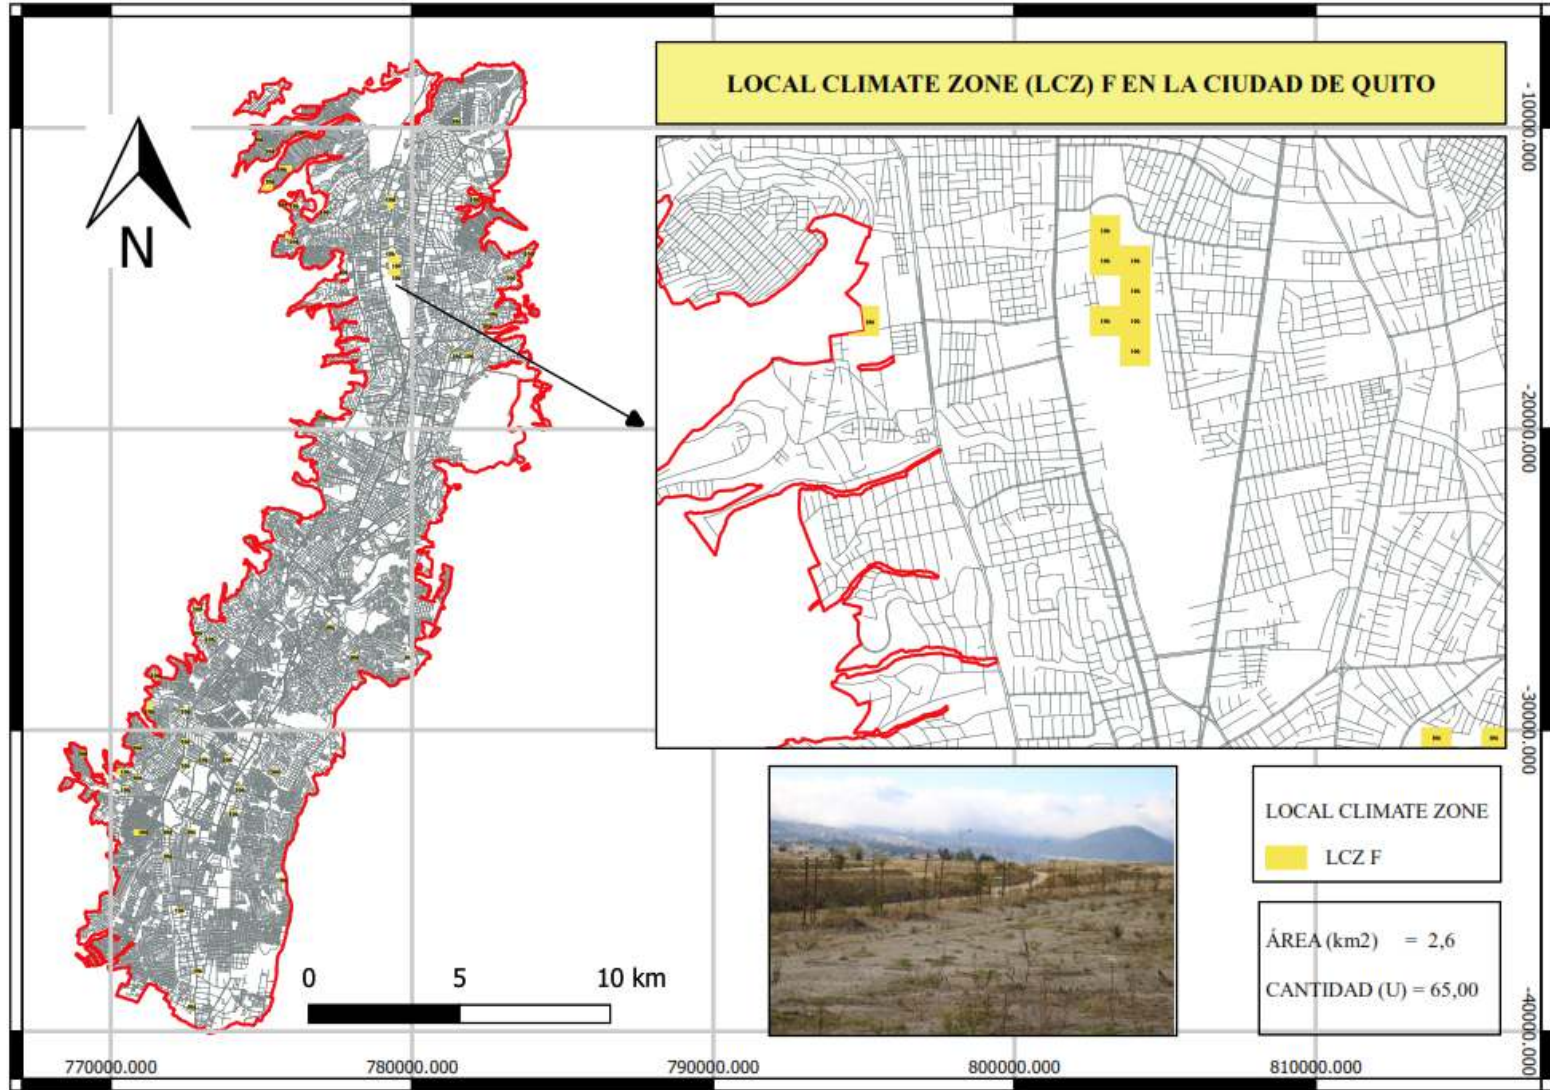 LOCAL CLIMATE ZONE (LCZ) F EN LA CIUDAD DE QUITO
N
-10000.000
-20000.000
-30000.000
-40000.000
LOCAL CLIMATE ZONE
LCZ F
ÁREA (km2) = 2,6
CANTIDAD (U) = 65,00
0 5 10 km
770000.000 780000.000 790000.000 800000.000 810000.000